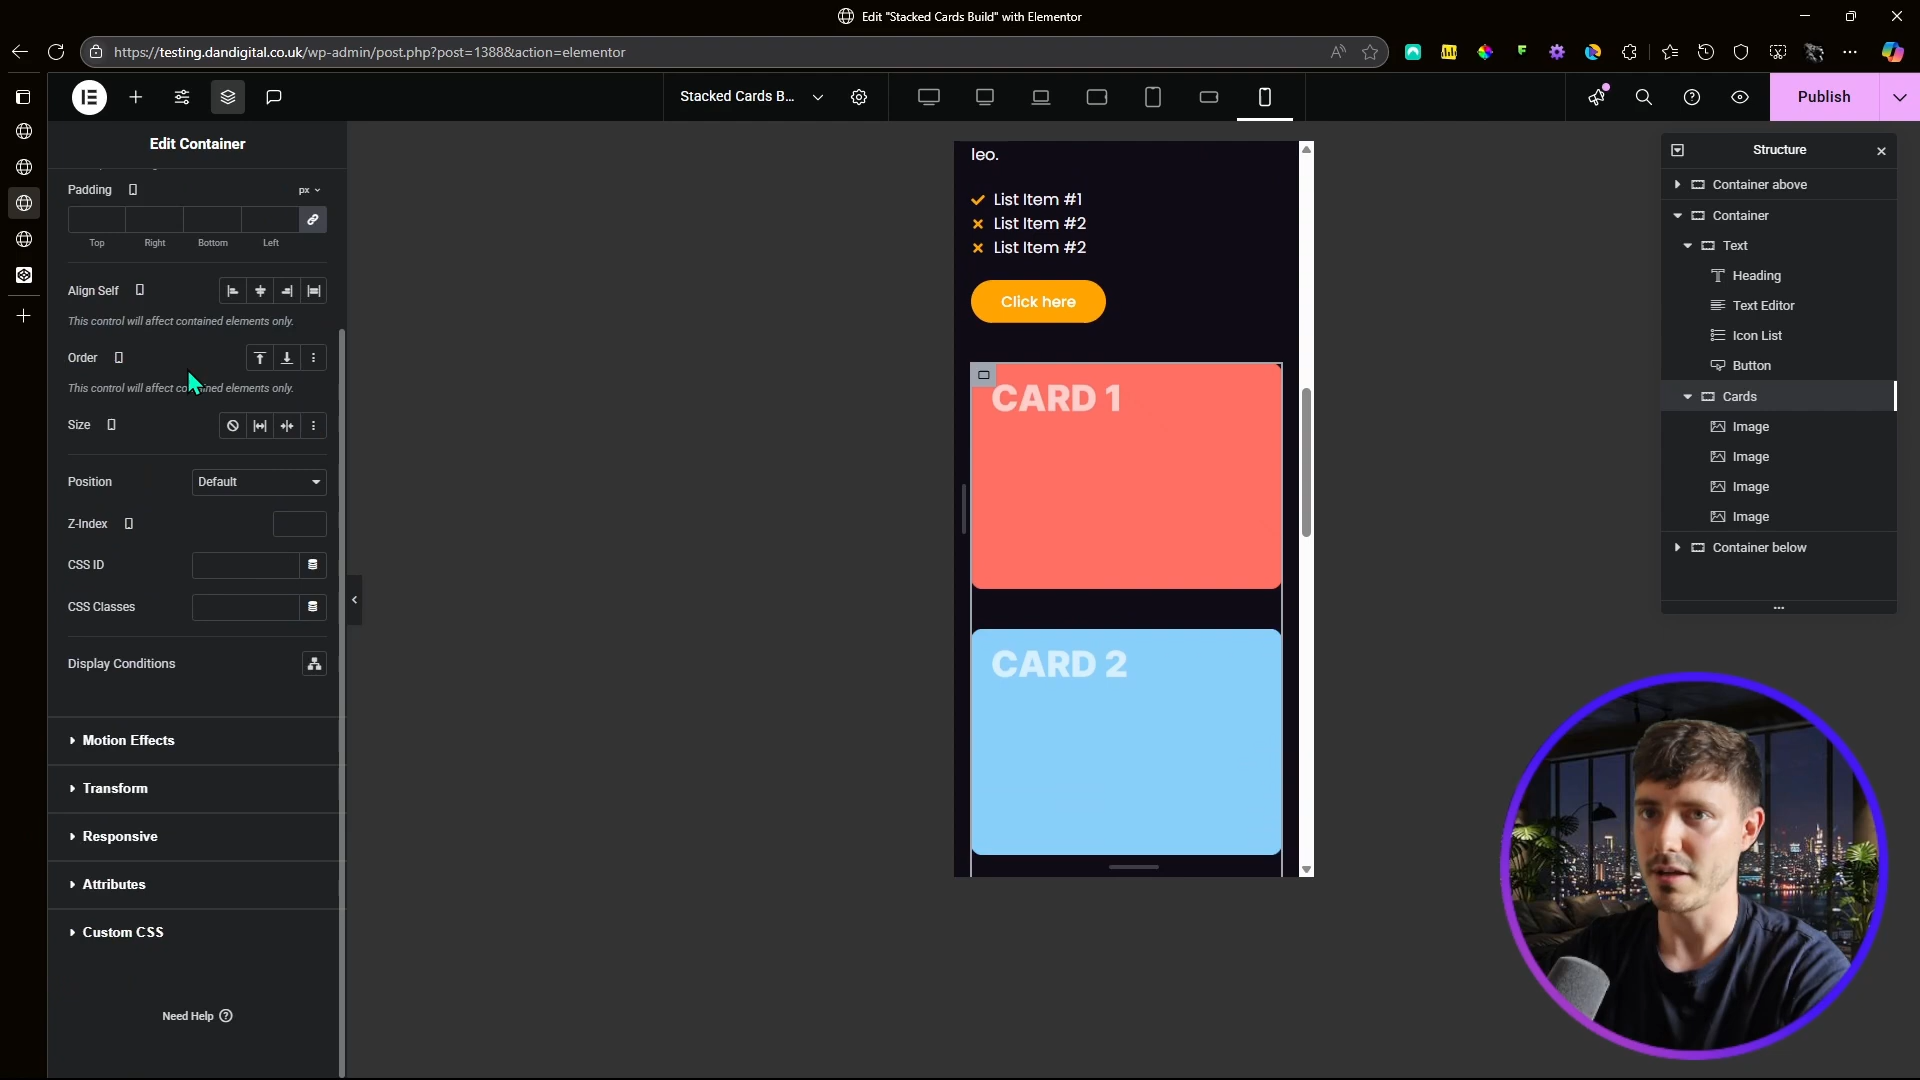 Edit "Stacked Cards Build" with Elementor
https://testing.dandigital.co.uk/wp-admin/post.php?post=1388&action=elementor
Stacked Cards B...
Publish
Edit Container
Padding
px
Top
Right
Bottom
Left
Align Self
This control will affect contained elements only.
Order
This control will affect contained elements only.
Size
Position
Default
Z-Index
CSS ID
CSS Classes
Display Conditions
Motion Effects
Transform
Responsive
Attributes
Custom CSS
Need Help
leo.
List Item #1
List Item #2
List Item #2
Click here
CARD 1
CARD 2
Structure
Container above
Container
Text
Heading
Text Editor
Icon List
Button
Cards
Image
Image
Image
Image
Container below